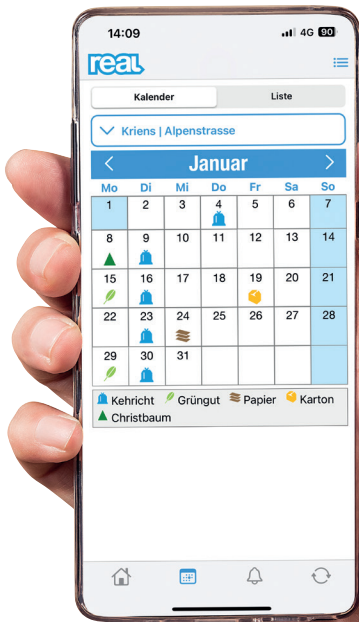 14:09 4G 90
real
Kalender Liste
Kriens | Alpenstrasse
Januar
Mo Di Mi Do Fr Sa So
1 2 3 4 5 6 7
8 9 10 11 12 13 14
15 16 17 18 19 20 21
22 23 24 25 26 27 28
29 30 31
Kehricht Grüngut Papier Karton
Christbaum